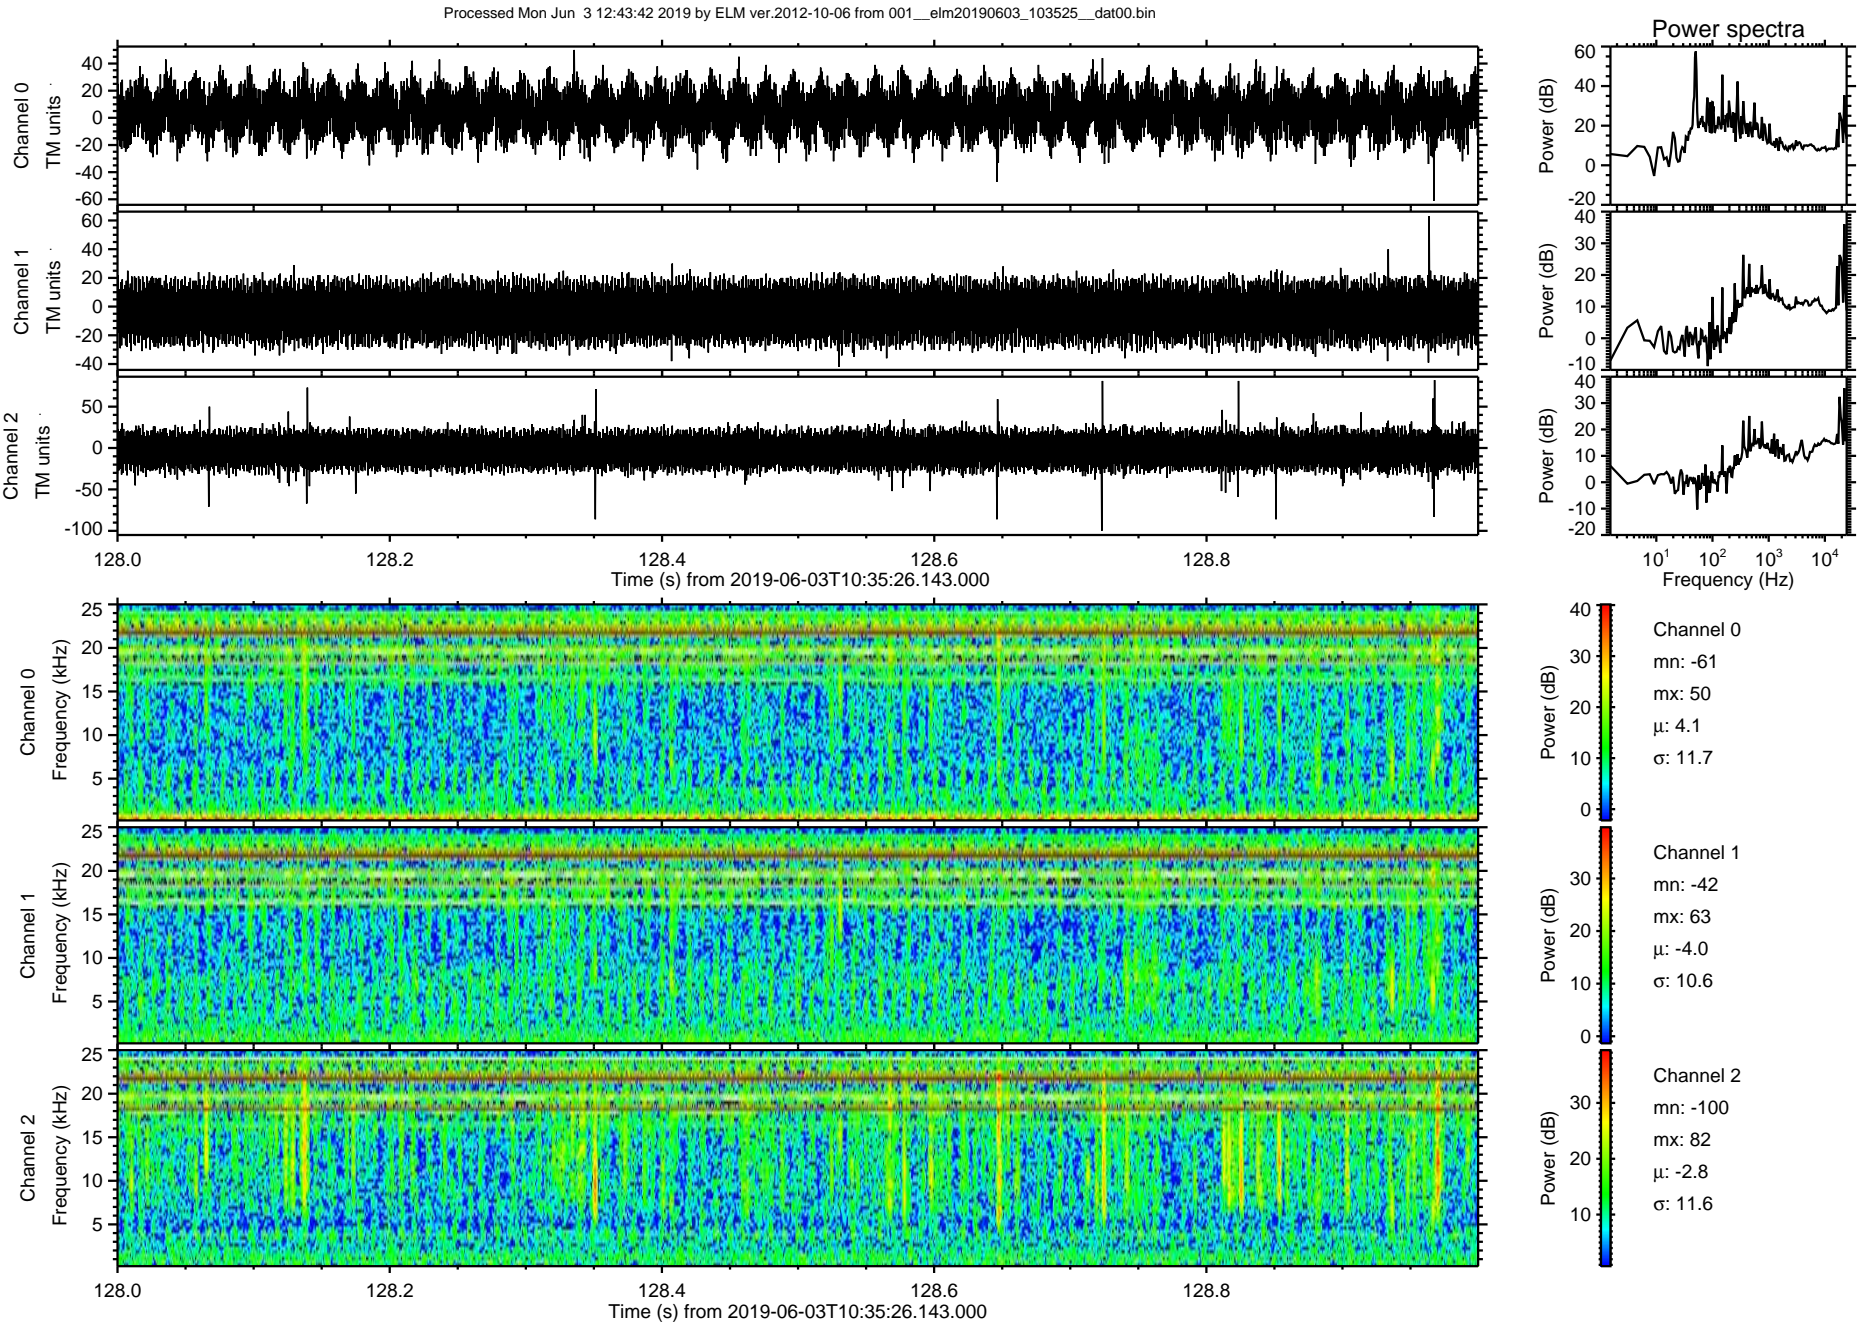 Processed Mon Jun 3 12:43:42 2019 by ELM ver.2012-10-06 from 001__elm20190603_103525__dat00.bin
Power spectra
Channel 0
TM units
40
20
0
-20
-40
-60
Power (dB)
60
40
20
0
-20
Channel 1
TM units
60
40
20
0
-20
-40
Power (dB)
40
30
20
10
0
-10
Channel 2
TM units
50
0
-50
-100
Power (dB)
40
30
20
10
0
-10
-20
128.0 128.2 128.4 128.6 128.8
Time (s) from 2019-06-03T10:35:26.143.000
10¹ 10² 10³ 10⁴
Frequency (Hz)
Channel 0
Frequency (kHz)
25
20
15
10
5
Power (dB)
40
30
20
10
0
Channel 0
mn: -61
mx: 50
μ: 4.1
σ: 11.7
Channel 1
Frequency (kHz)
25
20
15
10
5
Power (dB)
30
20
10
0
Channel 1
mn: -42
mx: 63
μ: -4.0
σ: 10.6
Channel 2
Frequency (kHz)
25
20
15
10
5
Power (dB)
30
20
10
Channel 2
mn: -100
mx: 82
μ: -2.8
σ: 11.6
128.0 128.2 128.4 128.6 128.8
Time (s) from 2019-06-03T10:35:26.143.000